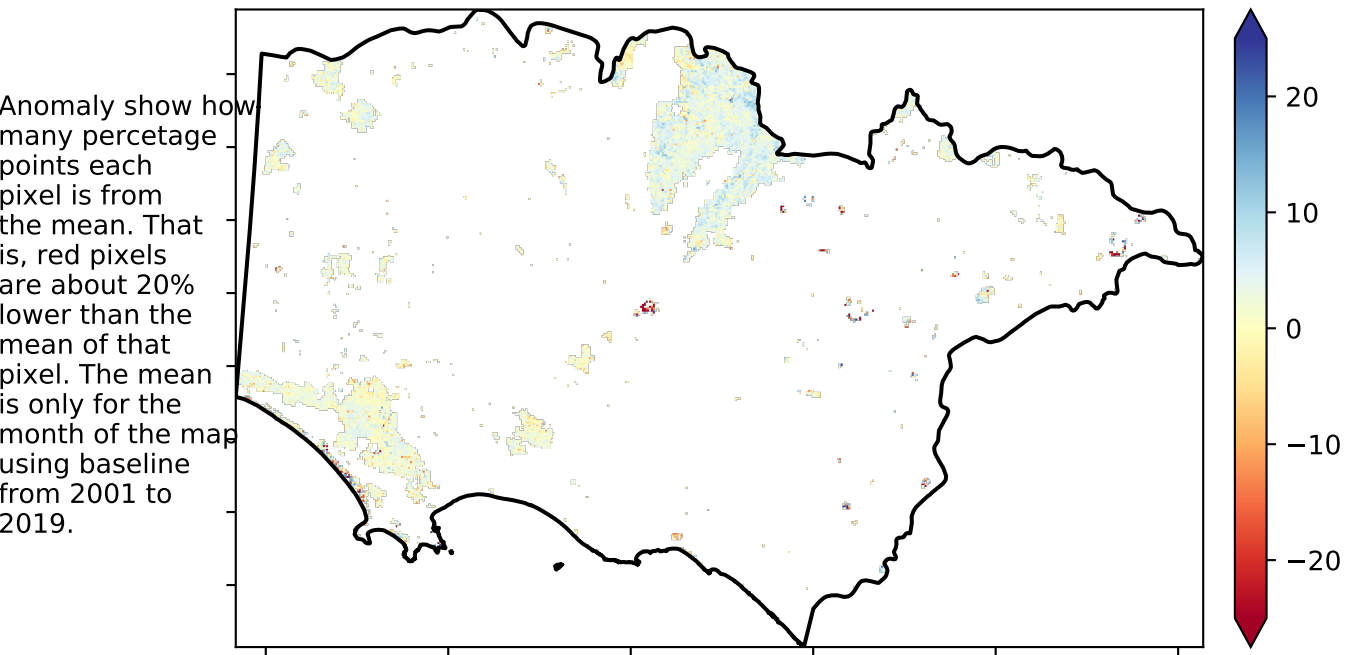 Anomaly show how
many percetage
points each
pixel is from
the mean. That
is, red pixels
are about 20%
lower than the
mean of that
pixel. The mean
is only for the
month of the map
using baseline
from 2001 to
2019.
20
10
0
−10
−20